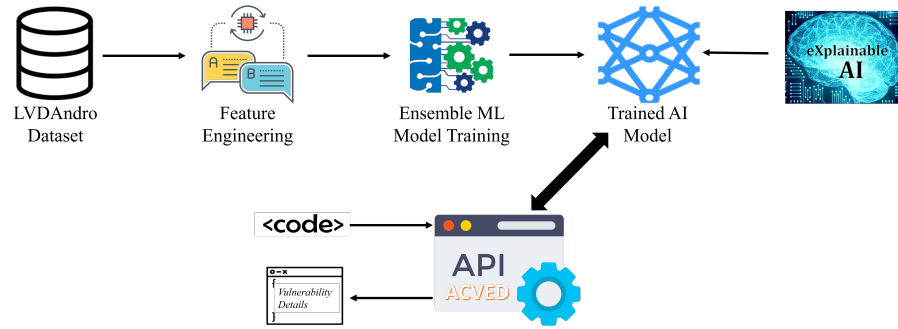 A
B
LVDAndro
Dataset
Feature
Engineering
Ensemble ML
Model Training
Trained AI
Model
eXplainable
AI
<code>
API
ACVED
{
Vulnerability
Details
}